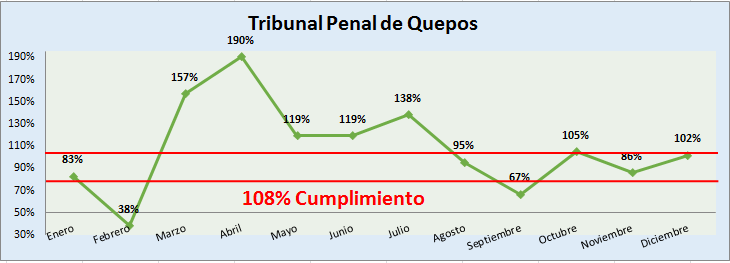 Tribunal Penal de Quepos
190%
170%
150%
130%
110%
90%
70%
50%
30%
83%
38%
157%
190%
119%
119%
138%
95%
67%
105%
86%
102%
108% Cumplimiento
Enero
Febrero
Marzo
Abril
Mayo
Junio
Julio
Agosto
Septiembre
Octubre
Noviembre
Diciembre